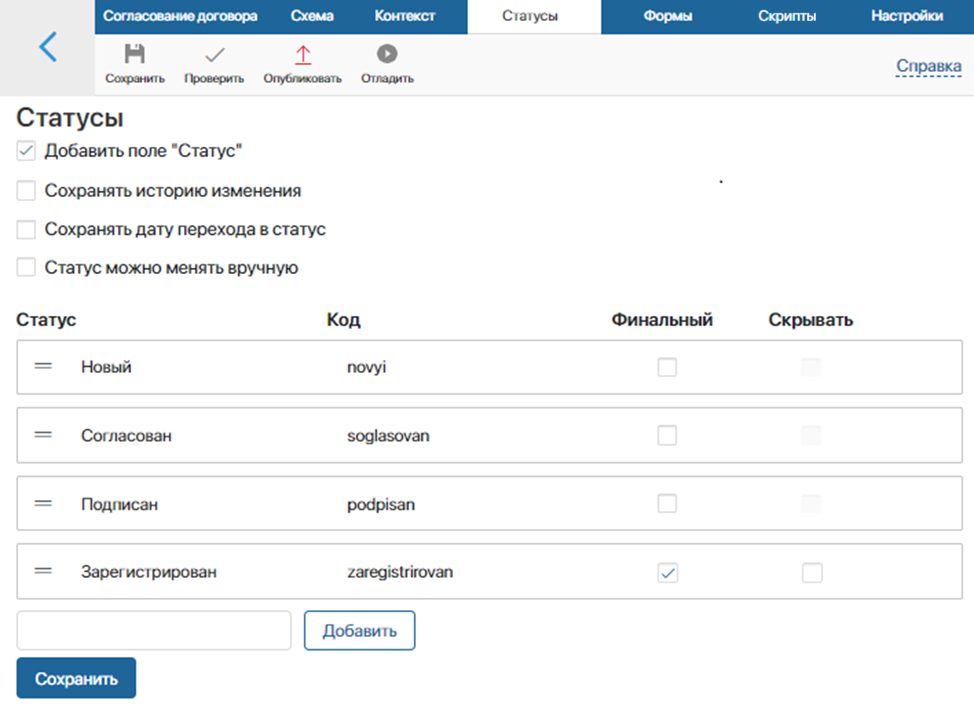 Согласование договора Схема Контекст Статусы Формы Скрипты Настройки
Сохранить Проверить Опубликовать Отладить Справка
Статусы
Добавить поле "Статус"
Сохранять историю изменения
Сохранять дату перехода в статус
Статус можно менять вручную
Статус Код Финальный Скрывать
Новый novyi
Согласован soglasovan
Подписан podpisan
Зарегистрирован zaregistrirovan
Добавить
Сохранить